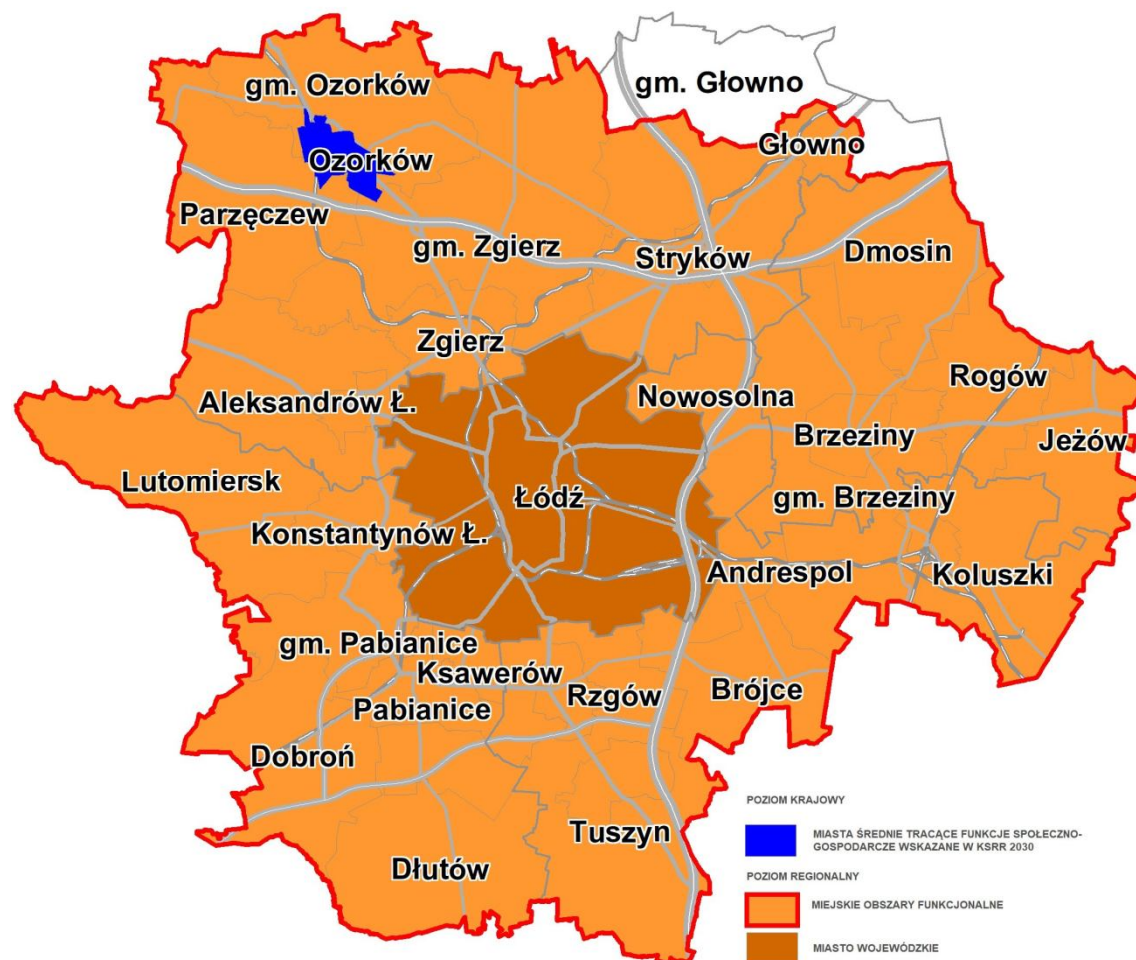 gm. Ozorków
gm. Głowno
Głowno
Ozorków
Parzęczew
gm. Zgierz
Stryków
Dmosin
Zgierz
Aleksandrów Ł.
Nowosolna
Rogów
Brzeziny
Jeżów
Lutomiersk
Łódź
gm. Brzeziny
Konstantynów Ł.
Andrespol
Koluszki
gm. Pabianice
Ksawerów
Rzgów
Brójce
Pabianice
Dobroń
Tuszyn
Dłutów
POZIOM KRAJOWY
MIASTA ŚREDNIE TRACĄCE FUNKCJE SPOŁECZNO-
GOSPODARCZE WSKAZANE W KSRR 2030
POZIOM REGIONALNY
MIEJSKIE OBSZARY FUNKCJONALNE
MIASTO WOJEWÓDZKIE